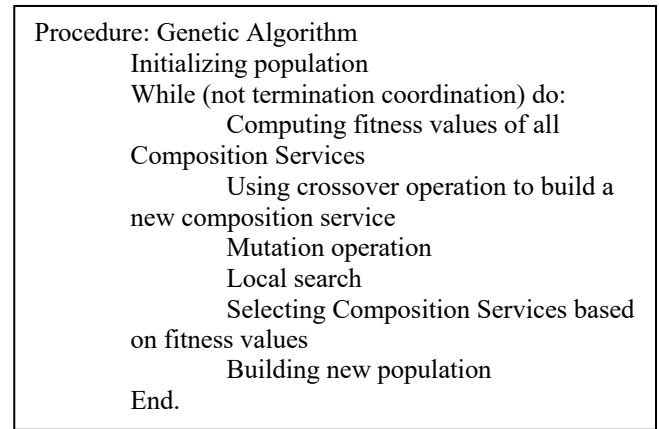 Procedure: Genetic Algorithm
Initializing population
While (not termination coordination) do:
Computing fitness values of all
Composition Services
Using crossover operation to build a
new composition service
Mutation operation
Local search
Selecting Composition Services based
on fitness values
Building new population
End.